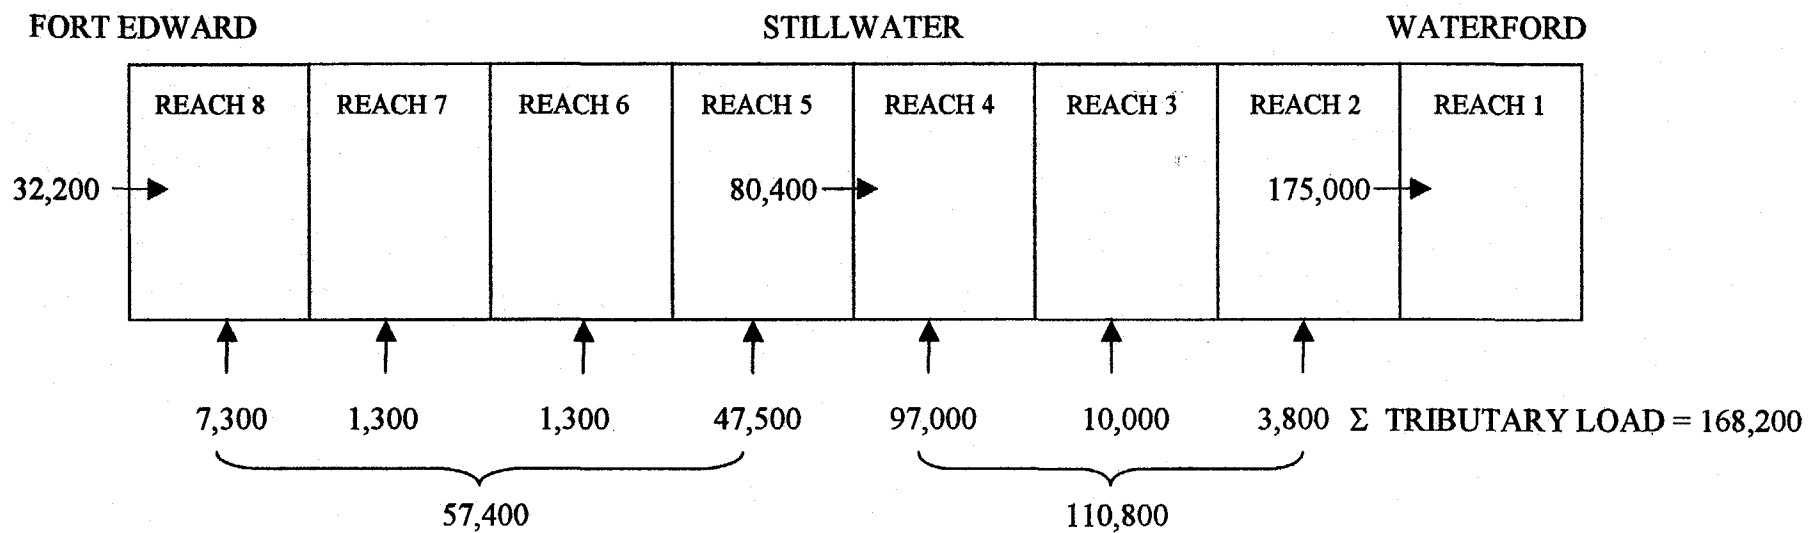 FORT EDWARD STILLWATER WATERFORD
REACH 8 REACH 7 REACH 6 REACH 5 REACH 4 REACH 3 REACH 2 REACH 1
32,200 80,400 175,000
7,300 1,300 1,300 47,500 97,000 10,000 3,800 Σ TRIBUTARY LOAD = 168,200
57,400 110,800